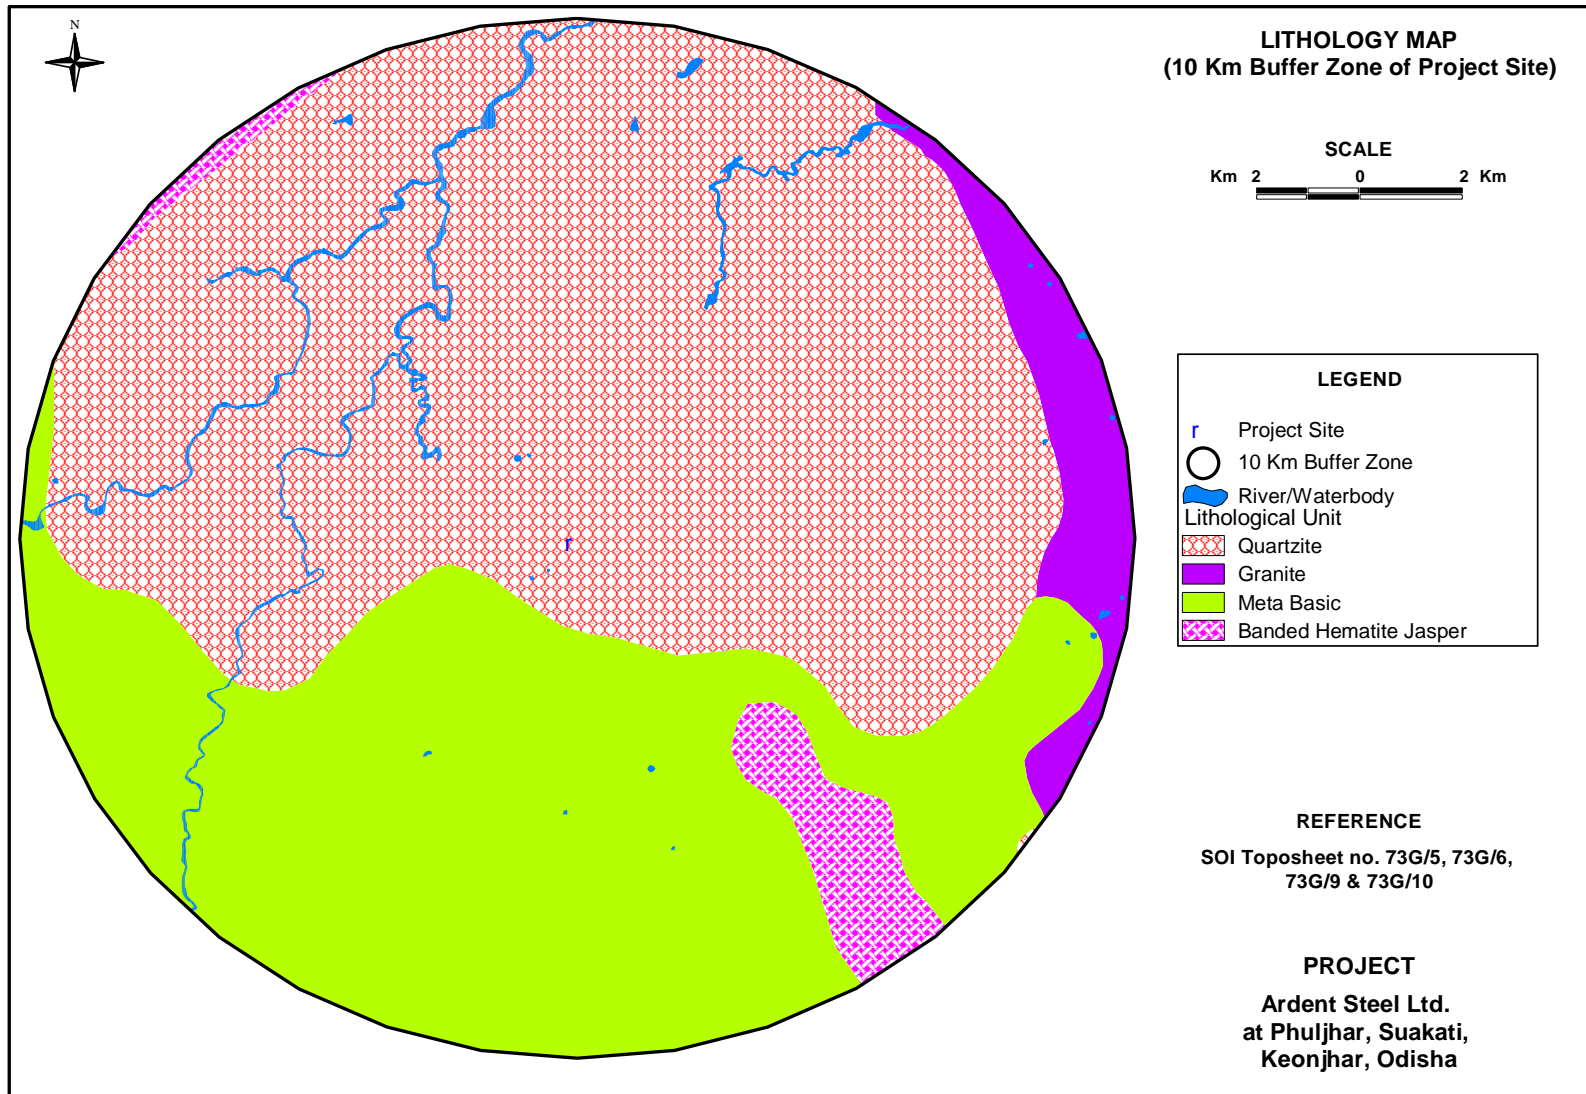 N
LITHOLOGY MAP
(10 Km Buffer Zone of Project Site)
SCALE
Km 2 0 2 Km
LEGEND
r Project Site
10 Km Buffer Zone
River/Waterbody
Lithological Unit
Quartzite
Granite
Meta Basic
Banded Hematite Jasper
r
REFERENCE
SOI Toposheet no. 73G/5, 73G/6,
73G/9 & 73G/10
PROJECT
Ardent Steel Ltd.
at Phuljhar, Suakati,
Keonjhar, Odisha